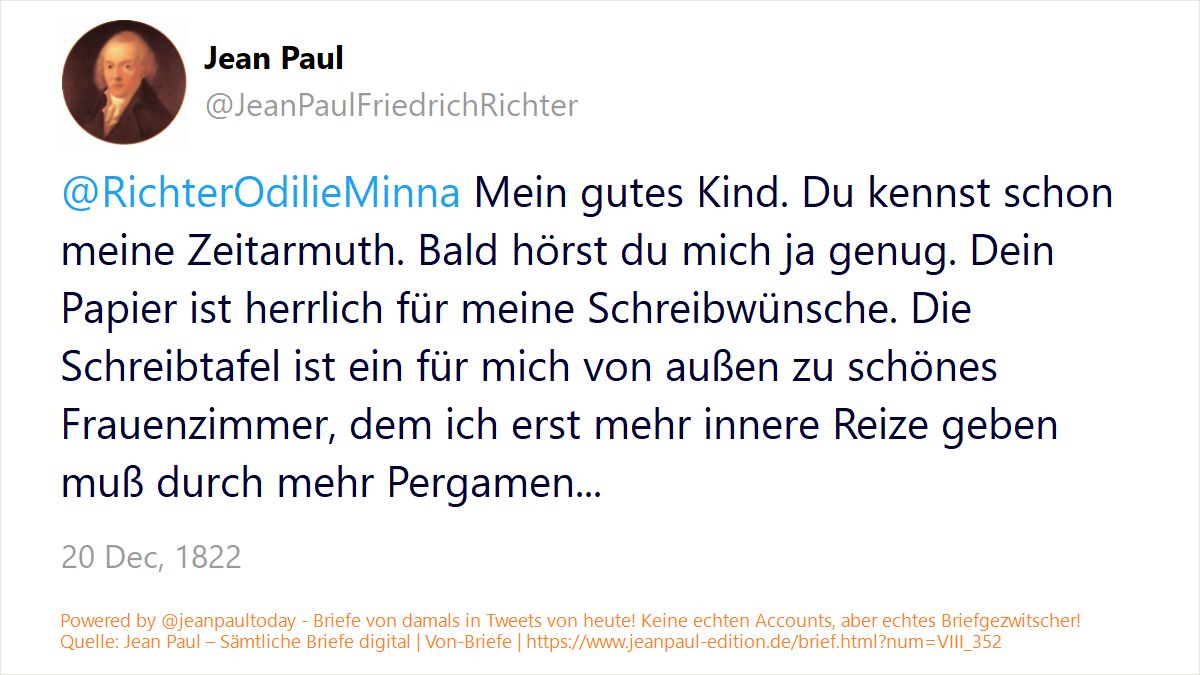 Jean Paul
@JeanPaulFriedrichRichter
@RichterOdilieMinna Mein gutes Kind. Du kennst schon
meine Zeitarmuth. Bald hörst du mich ja genug. Dein
Papier ist herrlich für meine Schreibwünsche. Die
Schreibtafel ist ein für mich von außen zu schönes
Frauenzimmer, dem ich erst mehr innere Reize geben
muß durch mehr Pergamen...
20 Dec, 1822
Powered by @jeanpaultoday - Briefe von damals in Tweets von heute! Keine echten Accounts, aber echtes Briefgezwitscher!
Quelle: Jean Paul – Sämtliche Briefe digital | Von-Briefe | https://www.jeanpaul-edition.de/brief.html?num=VIII_352